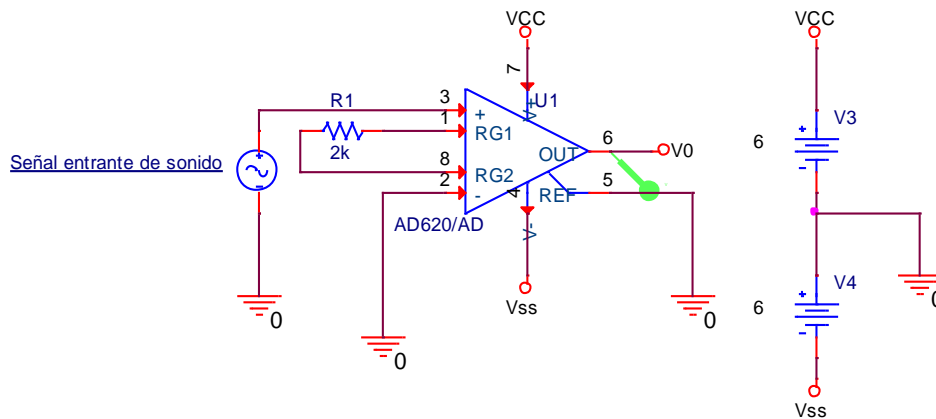 VCC
VCC
7
R1
3
U1
V3
+
V+
+
1
RG1
6
6
Señal entrante de sonido
+
2k
OUT
V0
-
8
RG2
5
-
2
-
4
REF
AD620/AD
V-
V4
+
0
Vss
0
6
0
-
0
Vss